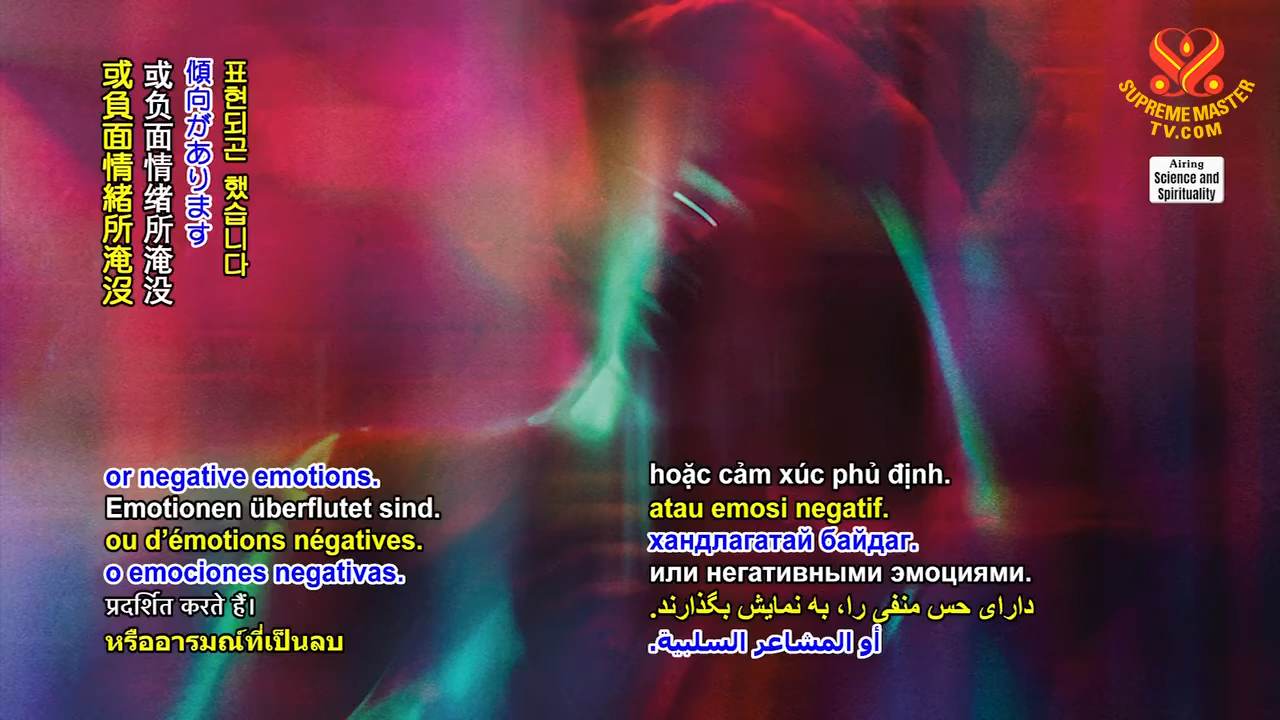 或負面情緒所淹沒
或负面情绪所淹没
傾向があります
표현되곤 했습니다
SUPREME MASTER
TV.COM
Airing
Science and
Spirituality
or negative emotions.
Emotionen überflutet sind.
ou d’émotions négatives.
o emociones negativas.
प्रदर्शित करते हैं।
หรืออารมณ์ที่เป็นลบ
hoặc cảm xúc phủ định.
atau emosi negatif.
хандлагатай байдаг.
или негативными эмоциями.
دارای حس منفی را، به نمایش بگذارند.
أو المشاعر السلبية.